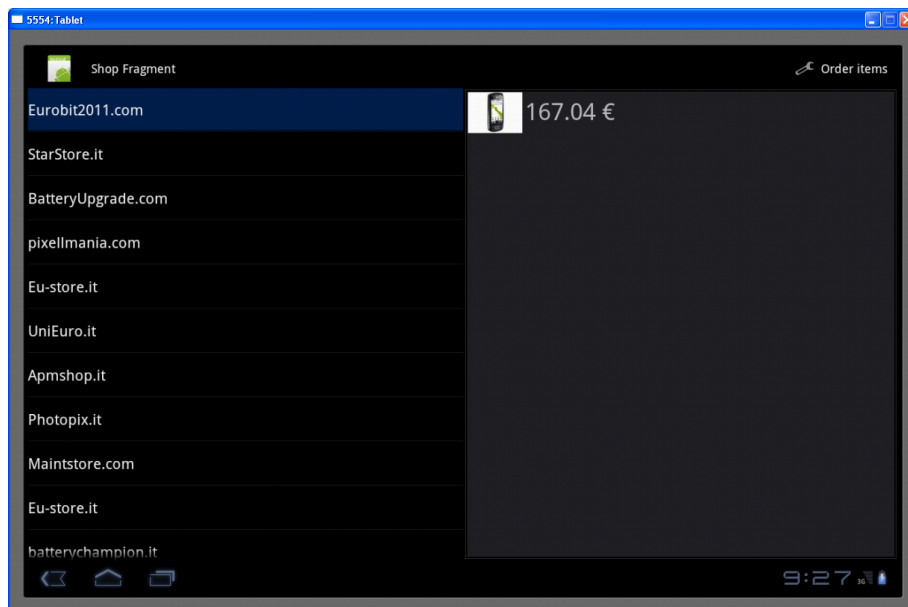 5554:Tablet
Shop Fragment
Order items
Eurobit2011.com
167.04 €
StarStore.it
BatteryUpgrade.com
pixellmania.com
Eu-store.it
UniEuro.it
Apmshop.it
Photopix.it
Maintstore.com
Eu-store.it
batterychampion.it
9:27
3G